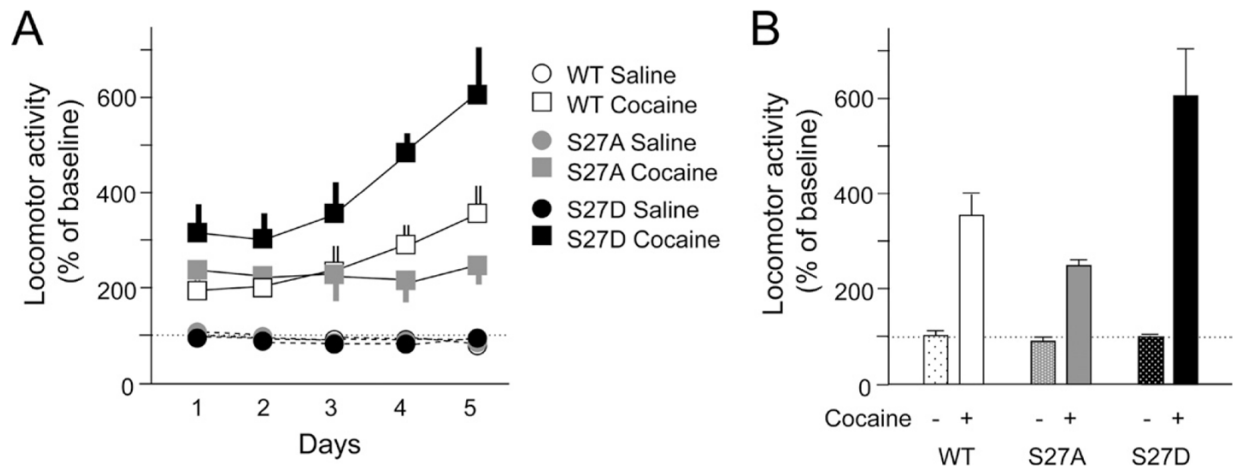 A
Locomotor activity
(% of baseline)
600
400
200
0
1 2 3 4 5
Days
WT Saline
WT Cocaine
S27A Saline
S27A Cocaine
S27D Saline
S27D Cocaine
B
Locomotor activity
(% of baseline)
600
400
200
0
Cocaine - + - + - +
WT S27A S27D